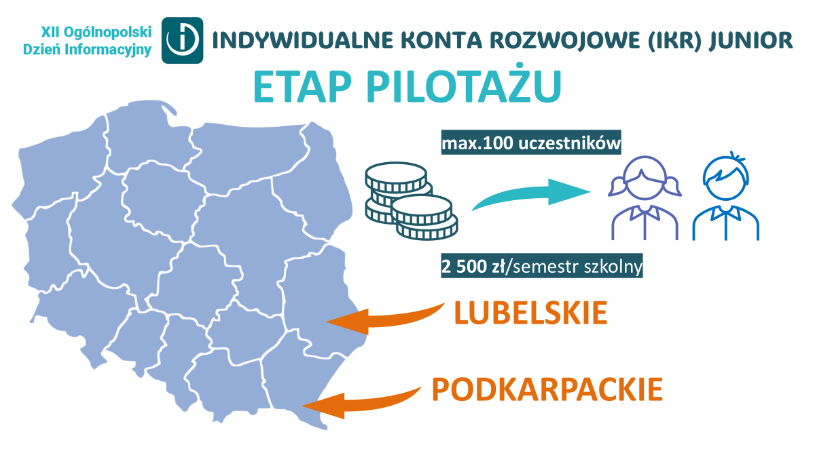 XII Ogólnopolski
Dzień Informacyjny
INDYWIDUALNE KONTA ROZWOJOWE (IKR) JUNIOR
ETAP PILOTAŻU
max.100 uczestników
2 500 zł/semestr szkolny
LUBELSKIE
PODKARPACKIE